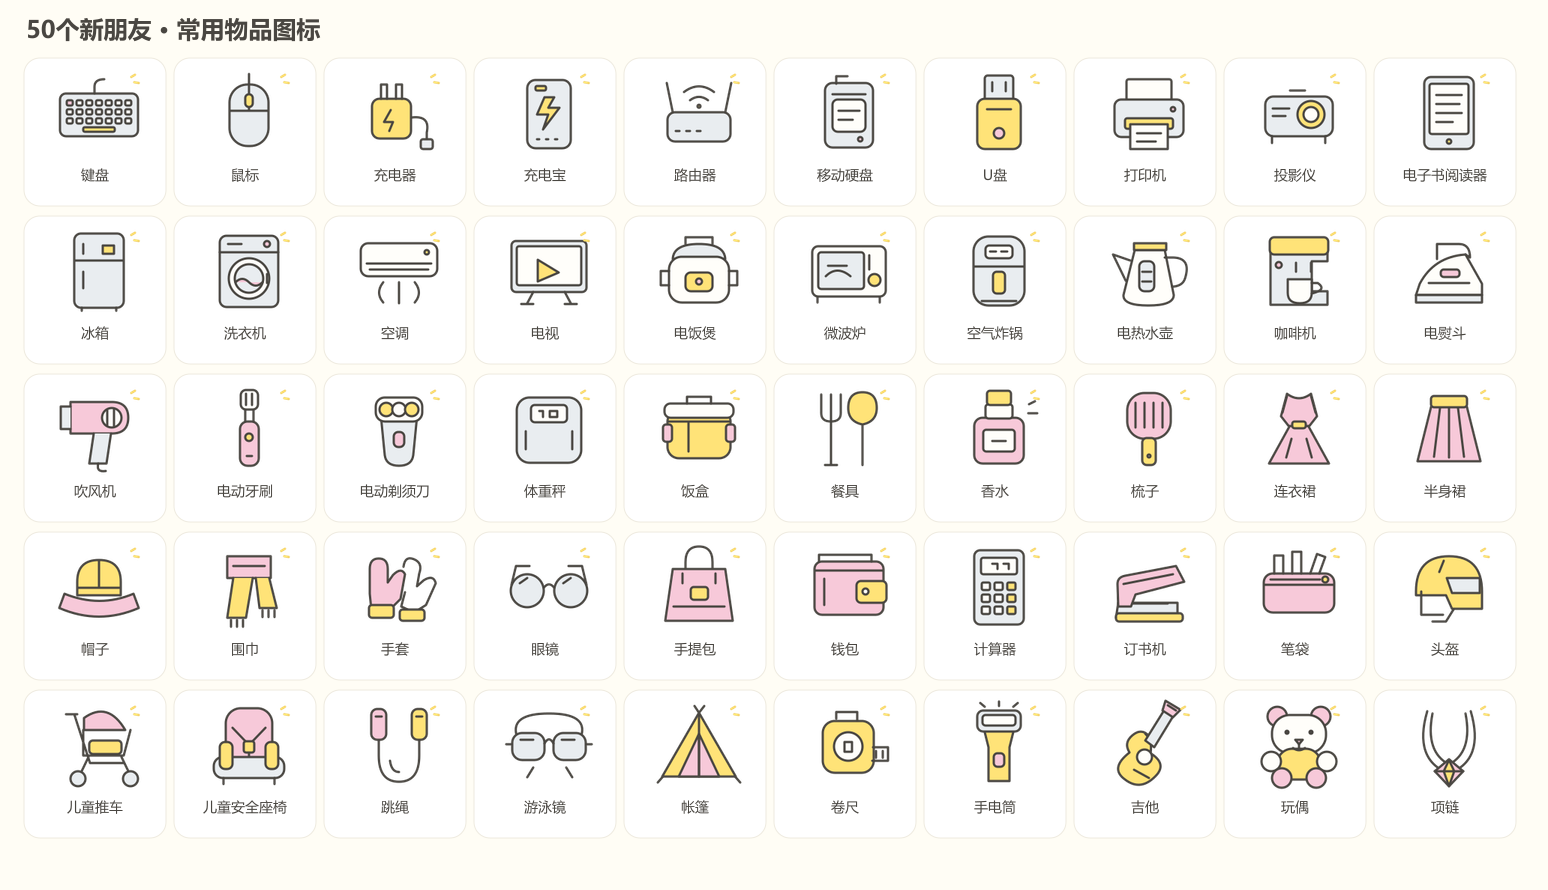 50个新朋友 • 常用物品图标
键盘
鼠标
充电器
充电宝
路由器
移动硬盘
U盘
打印机
投影仪
电子书阅读器
冰箱
洗衣机
空调
电视
电饭煲
微波炉
空气炸锅
电热水壶
咖啡机
电熨斗
吹风机
电动牙刷
电动剃须刀
体重秤
饭盒
餐具
香水
梳子
连衣裙
半身裙
帽子
围巾
手套
眼镜
手提包
钱包
计算器
订书机
笔袋
头盔
儿童推车
儿童安全座椅
跳绳
游泳镜
帐篷
卷尺
手电筒
吉他
玩偶
项链